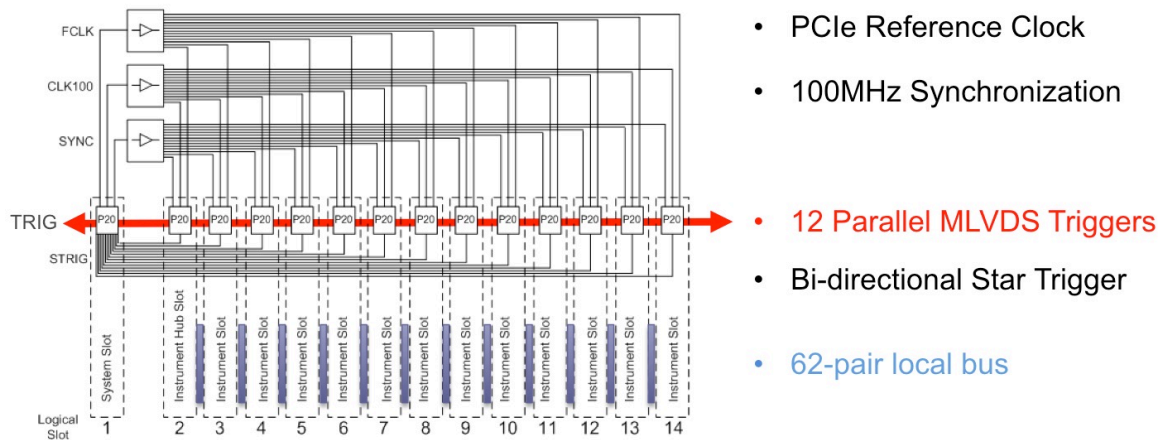 FCLK
CLK100
SYNC
P20 P20 P20 P20 P20 P20 P20 P20 P20 P20 P20 P20 P20 P20
TRIG
STRIG
System Slot
Instrument Hub Slot
Instrument Slot
Instrument Slot
Instrument Slot
Instrument Slot
Instrument Slot
Instrument Slot
Instrument Slot
Instrument Slot
Instrument Slot
Instrument Slot
Instrument Slot
Instrument Slot
Logical
Slot
1 2 3 4 5 6 7 8 9 10 11 12 13 14
• PCIe Reference Clock
• 100MHz Synchronization
• 12 Parallel MLVDS Triggers
• Bi-directional Star Trigger
• 62-pair local bus